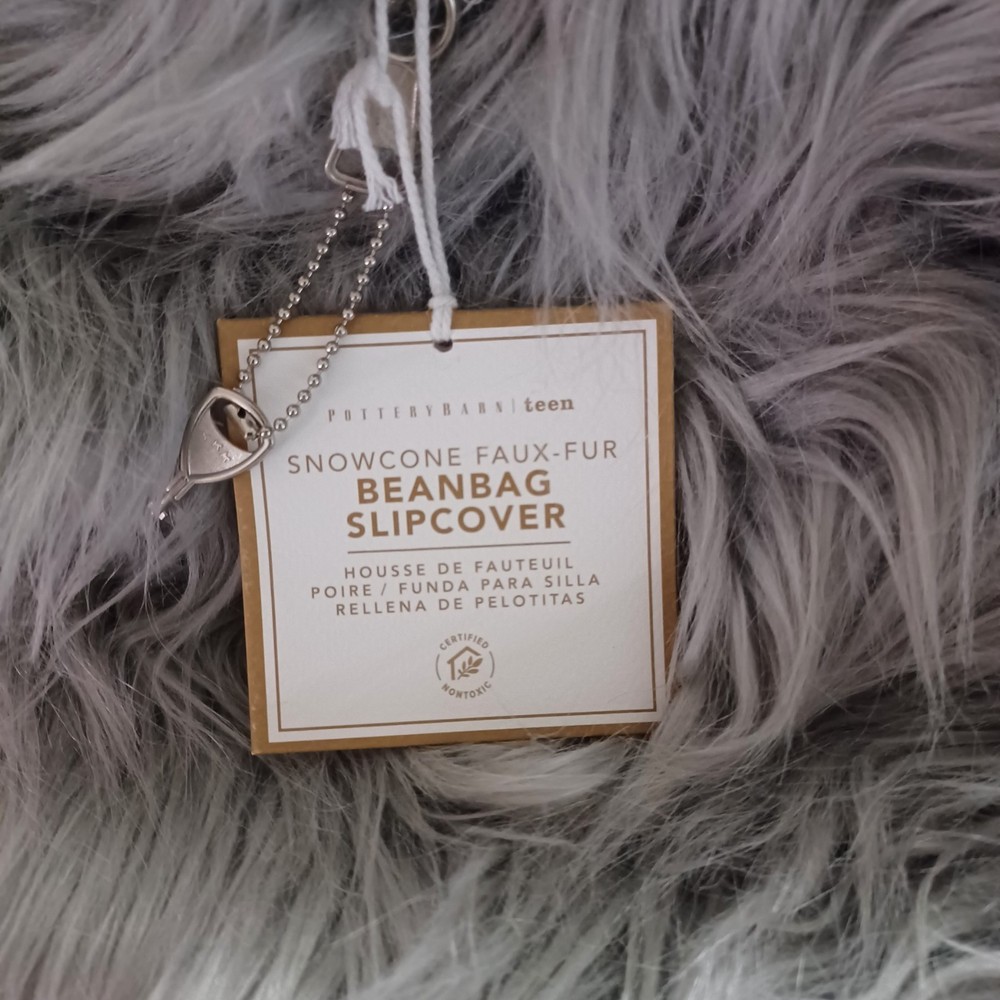 POTTERYBARN | teen
SNOWCONE FAUX-FUR
BEANBAG
SLIPCOVER
HOUSSE DE FAUTEUIL
POIRE / FUNDA PARA SILLA
RELLENA DE PELOTITAS
CERTIFIED
NONTOXIC